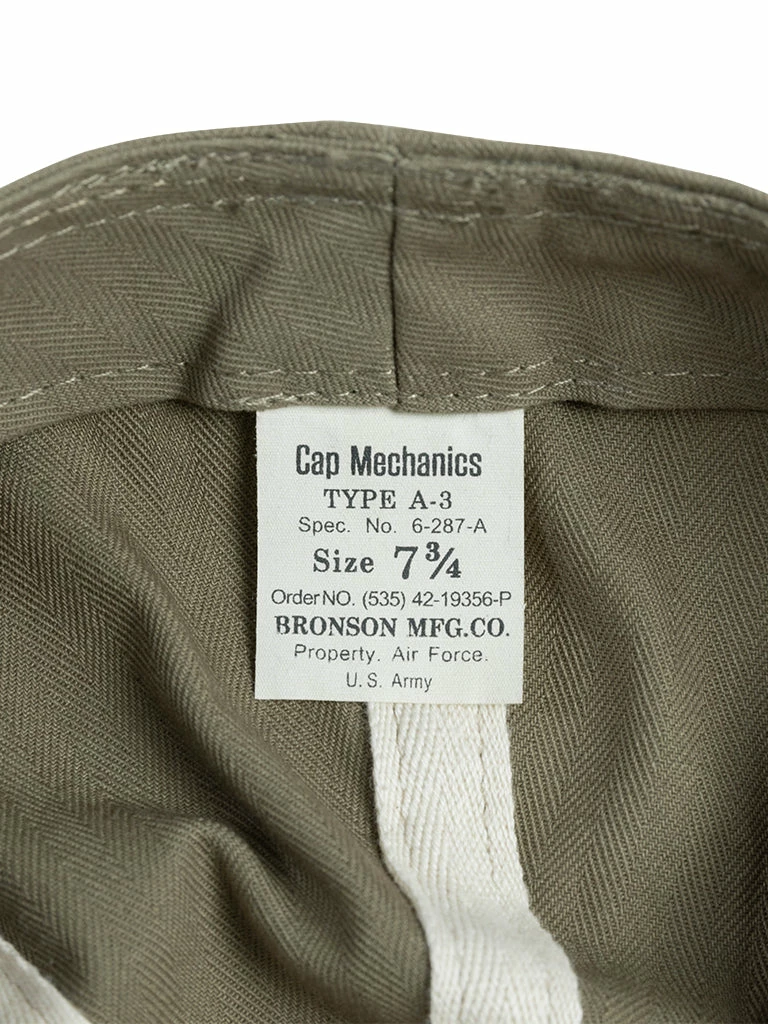 Cap Mechanics
TYPE A-3
Spec. No. 6-287-A
Size 7¾
Order NO. (535) 42-19356-P
BRONSON MFG.CO.
Property. Air Force.
U.S. Army